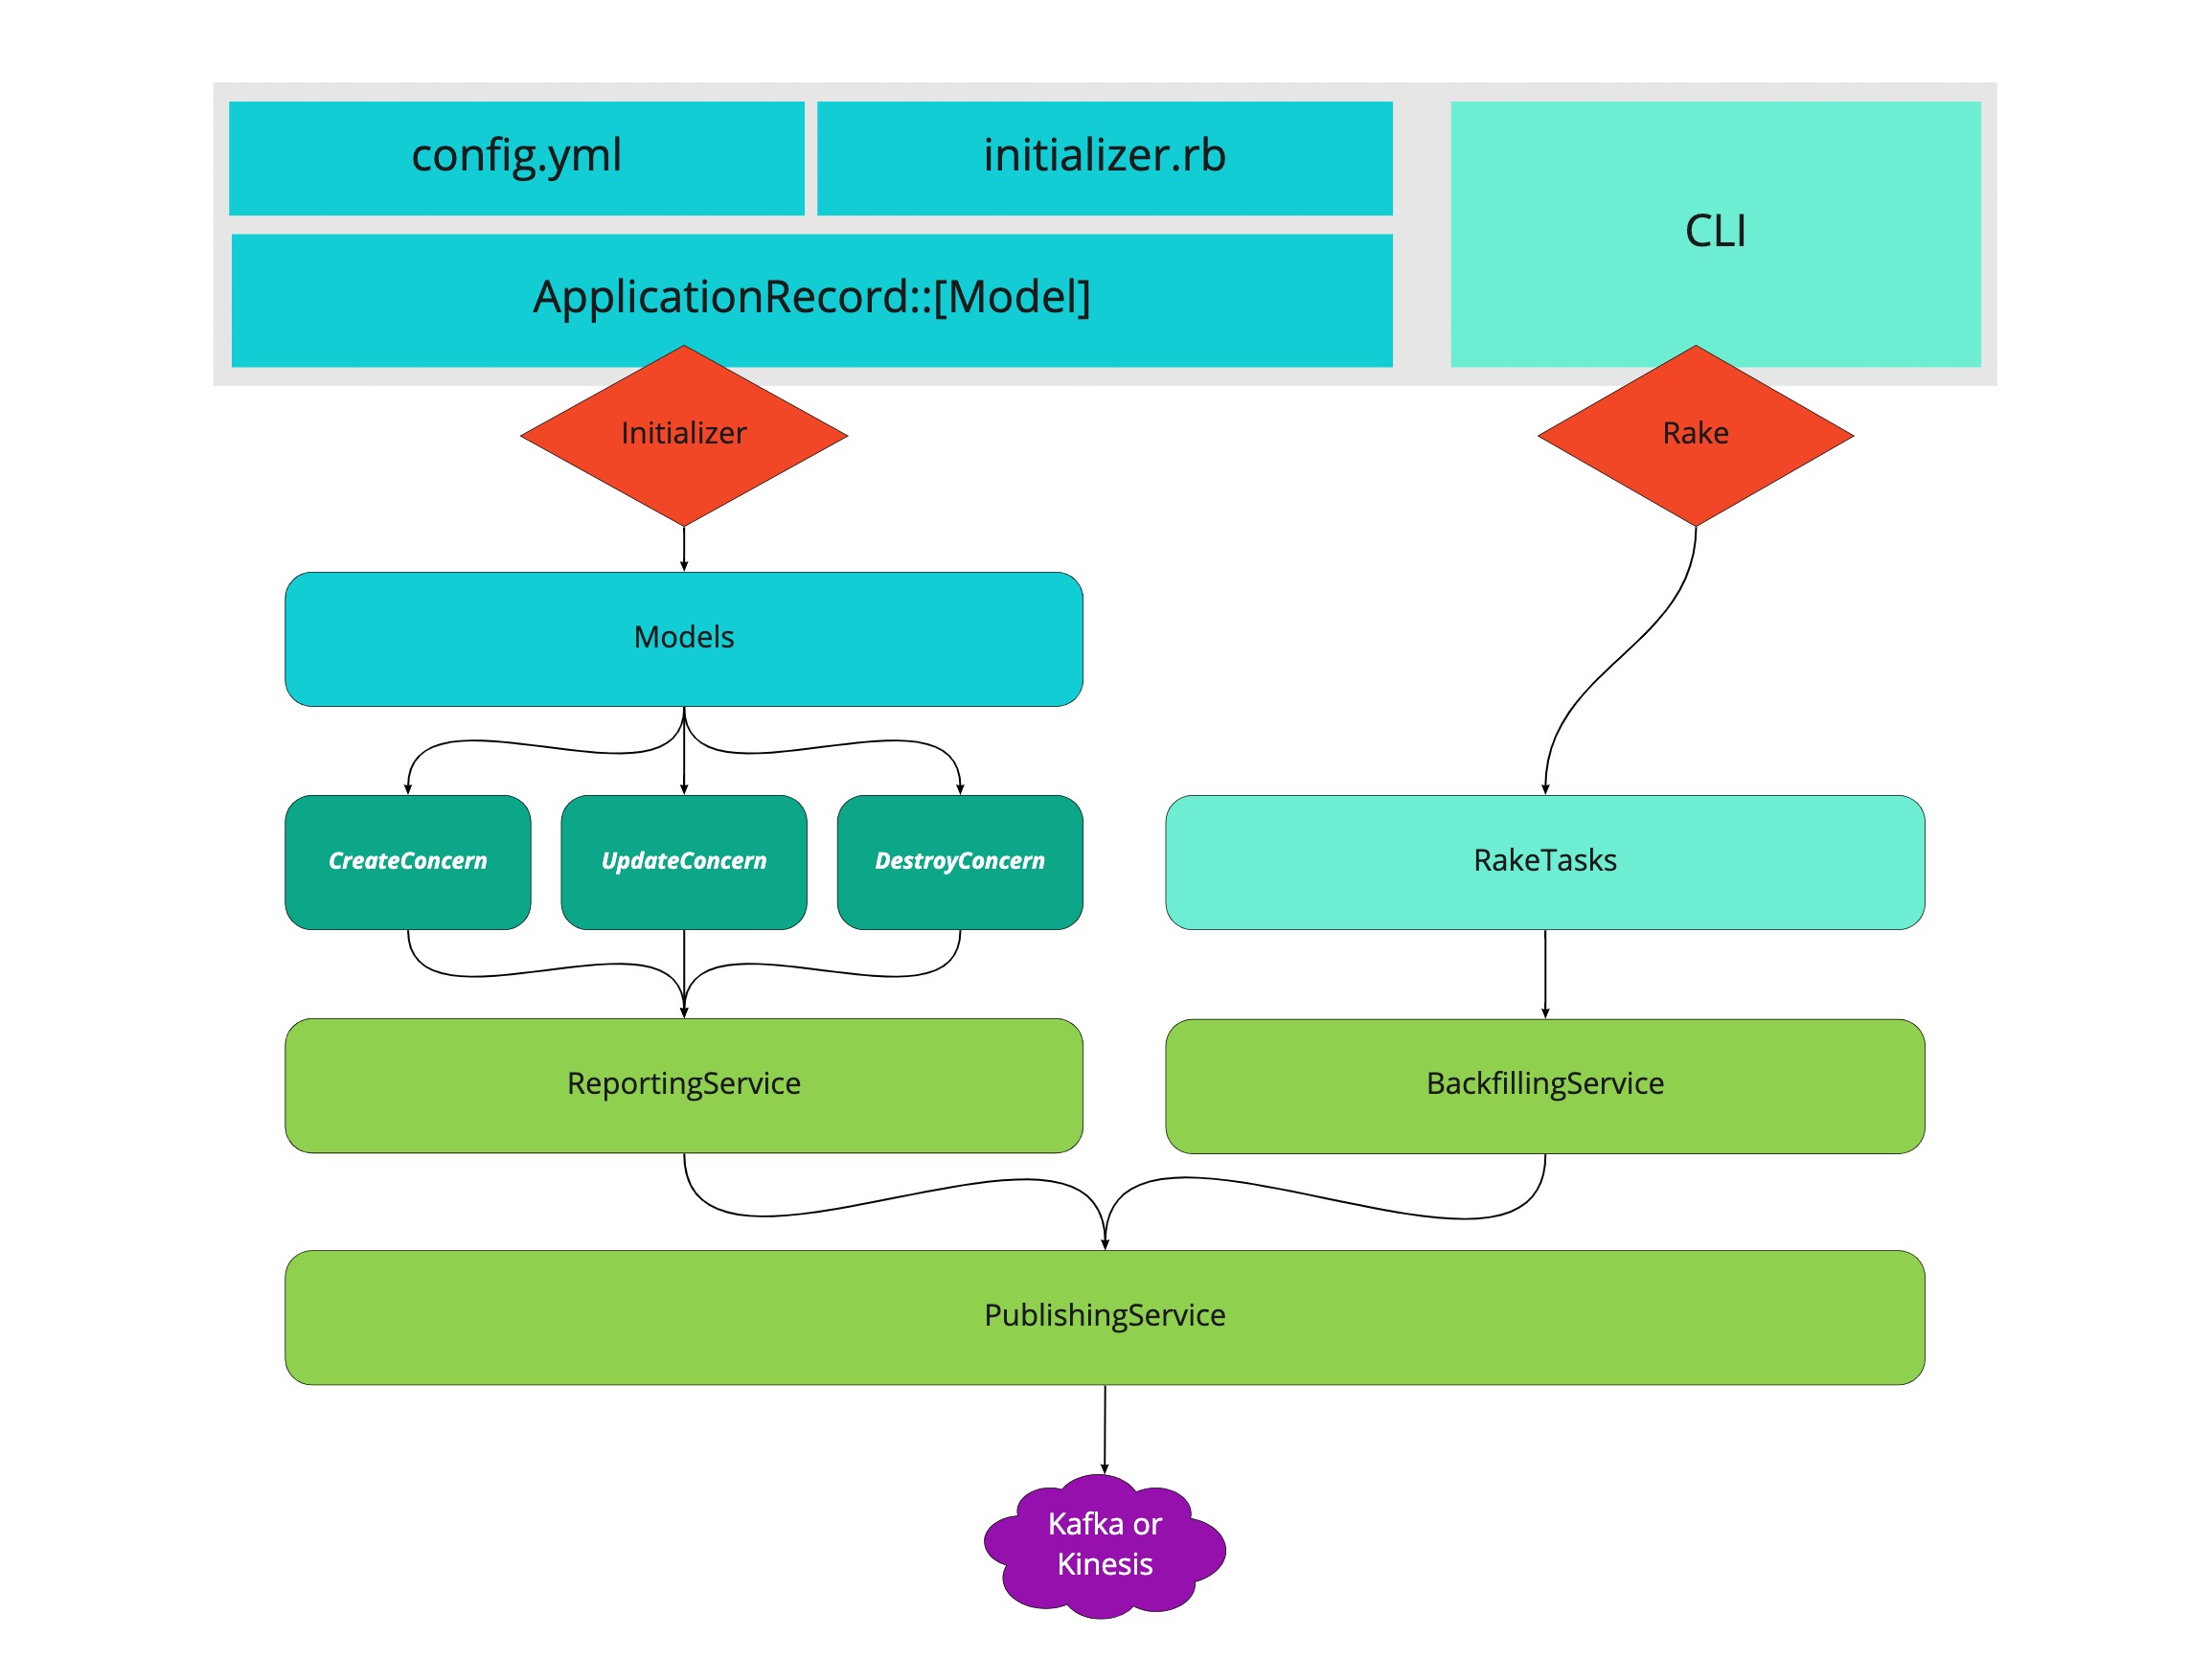 config.yml
initializer.rb
CLI
ApplicationRecord::[Model]
Initializer
Rake
Models
CreateConcern
UpdateConcern
DestroyConcern
RakeTasks
ReportingService
BackfillingService
PublishingService
Kafka or
Kinesis